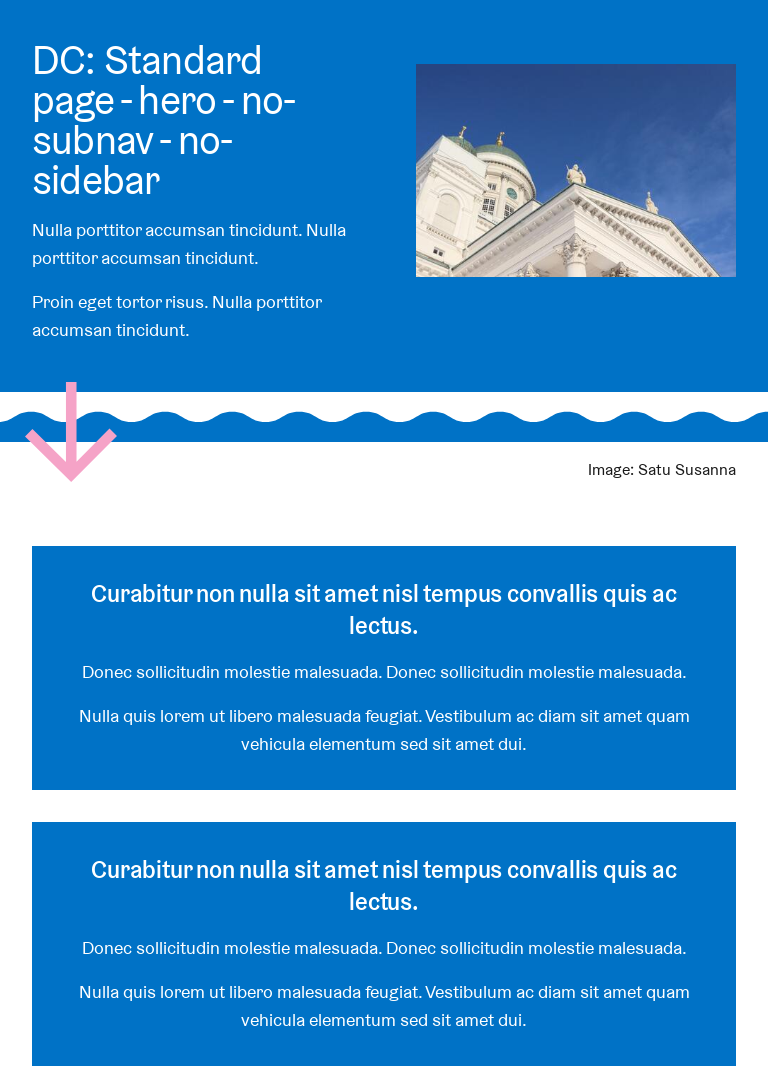 DC: Standard
page - hero - no-
subnav - no-
sidebar
Nulla porttitor accumsan tincidunt. Nulla
porttitor accumsan tincidunt.
Proin eget tortor risus. Nulla porttitor
accumsan tincidunt.
Image: Satu Susanna
Curabitur non nulla sit amet nisl tempus convallis quis ac
lectus.
Donec sollicitudin molestie malesuada. Donec sollicitudin molestie malesuada.
Nulla quis lorem ut libero malesuada feugiat. Vestibulum ac diam sit amet quam
vehicula elementum sed sit amet dui.
Curabitur non nulla sit amet nisl tempus convallis quis ac
lectus.
Donec sollicitudin molestie malesuada. Donec sollicitudin molestie malesuada.
Nulla quis lorem ut libero malesuada feugiat. Vestibulum ac diam sit amet quam
vehicula elementum sed sit amet dui.